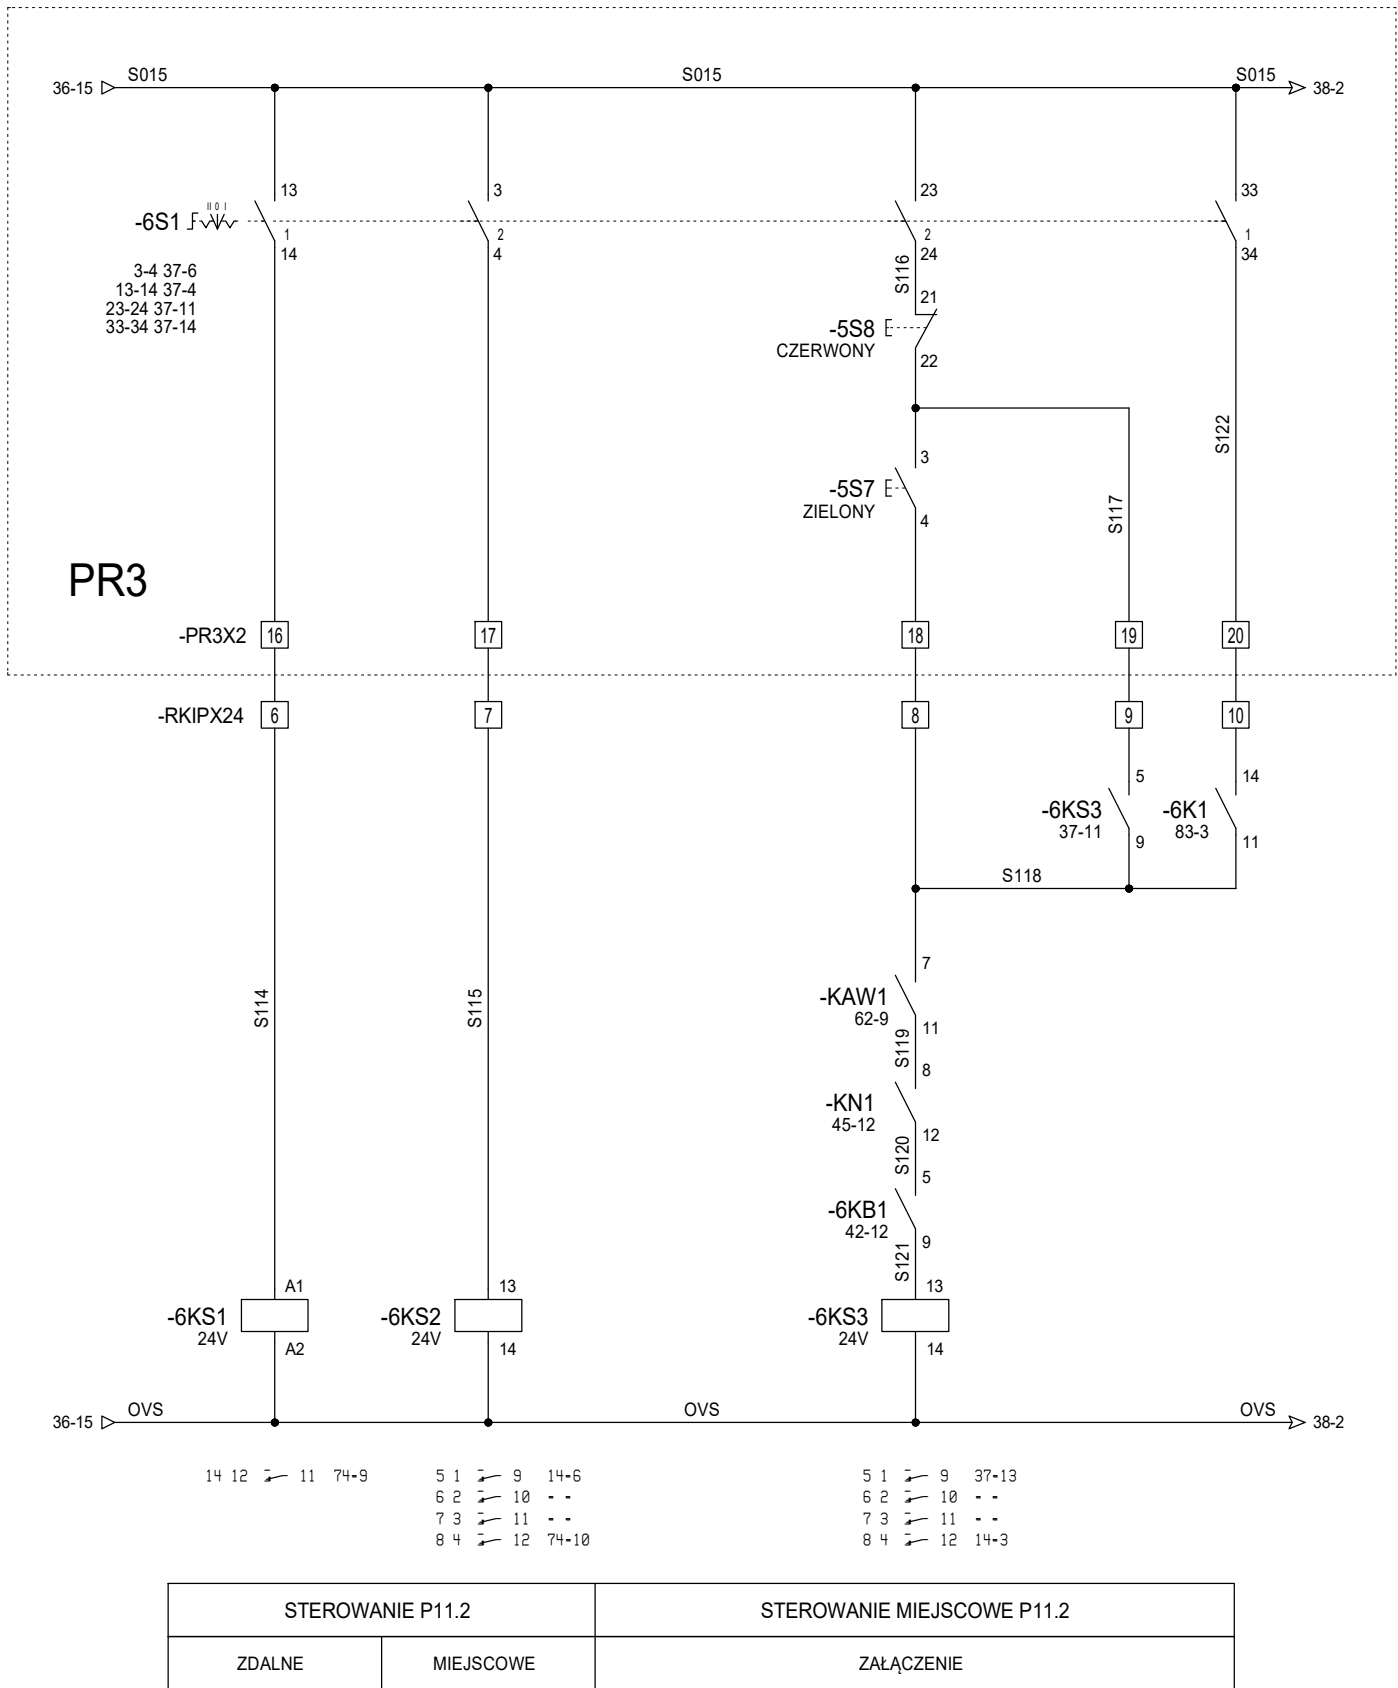 36-15 S015 S015 S015 38-2
13 3 23 33
II 0 I
-6S1
1 2 2 1
14 4 24 34
3-4 37-6
13-14 37-4
23-24 37-11
33-34 37-14
S116
21
-5S8
CZERWONY
22
S122
3
-5S7
ZIELONY
4
S117
PR3
-PR3X2 16 17 18 19 20
-RKIPX24 6 7 8 9 10
5 14
-6KS3 -6K1
37-11 83-3
9 11
S118
7
-KAW1
62-9
11
S114 S115 S119
8
-KN1
45-12
12
S120
5
-6KB1
42-12
9
S121
A1 13 13
-6KS1 -6KS2 -6KS3
24V 24V 24V
A2 14 14
36-15 OVS OVS OVS 38-2
14 12 11 74-9 5 1 9 14-6 5 1 9 37-13
6 2 10 - - 6 2 10 - -
7 3 11 - - 7 3 11 - -
8 4 12 74-10 8 4 12 14-3
STEROWANIE P11.2 STEROWANIE MIEJSCOWE P11.2
ZDALNE MIEJSCOWE ZAŁĄCZENIE